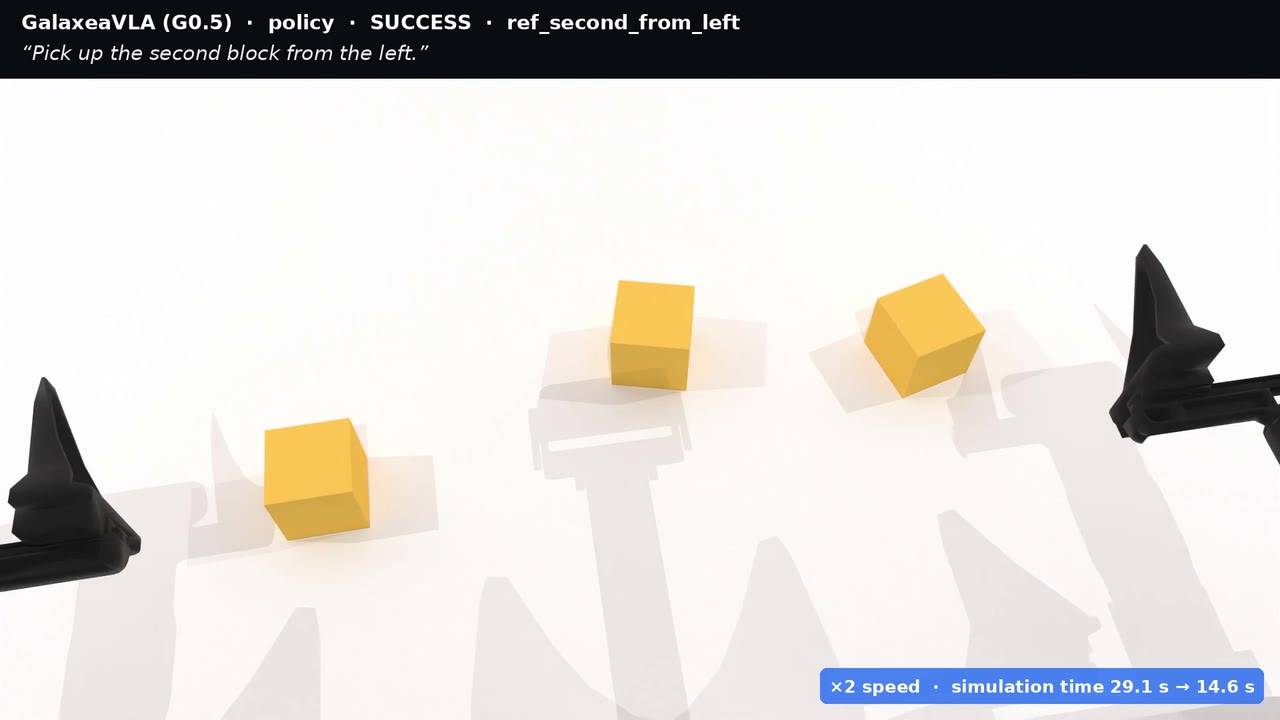 GalaxeaVLA (G0.5)  ·  policy  ·  SUCCESS  ·  ref_second_from_left
“Pick up the second block from the left.”
×2 speed  ·  simulation time 29.1 s → 14.6 s